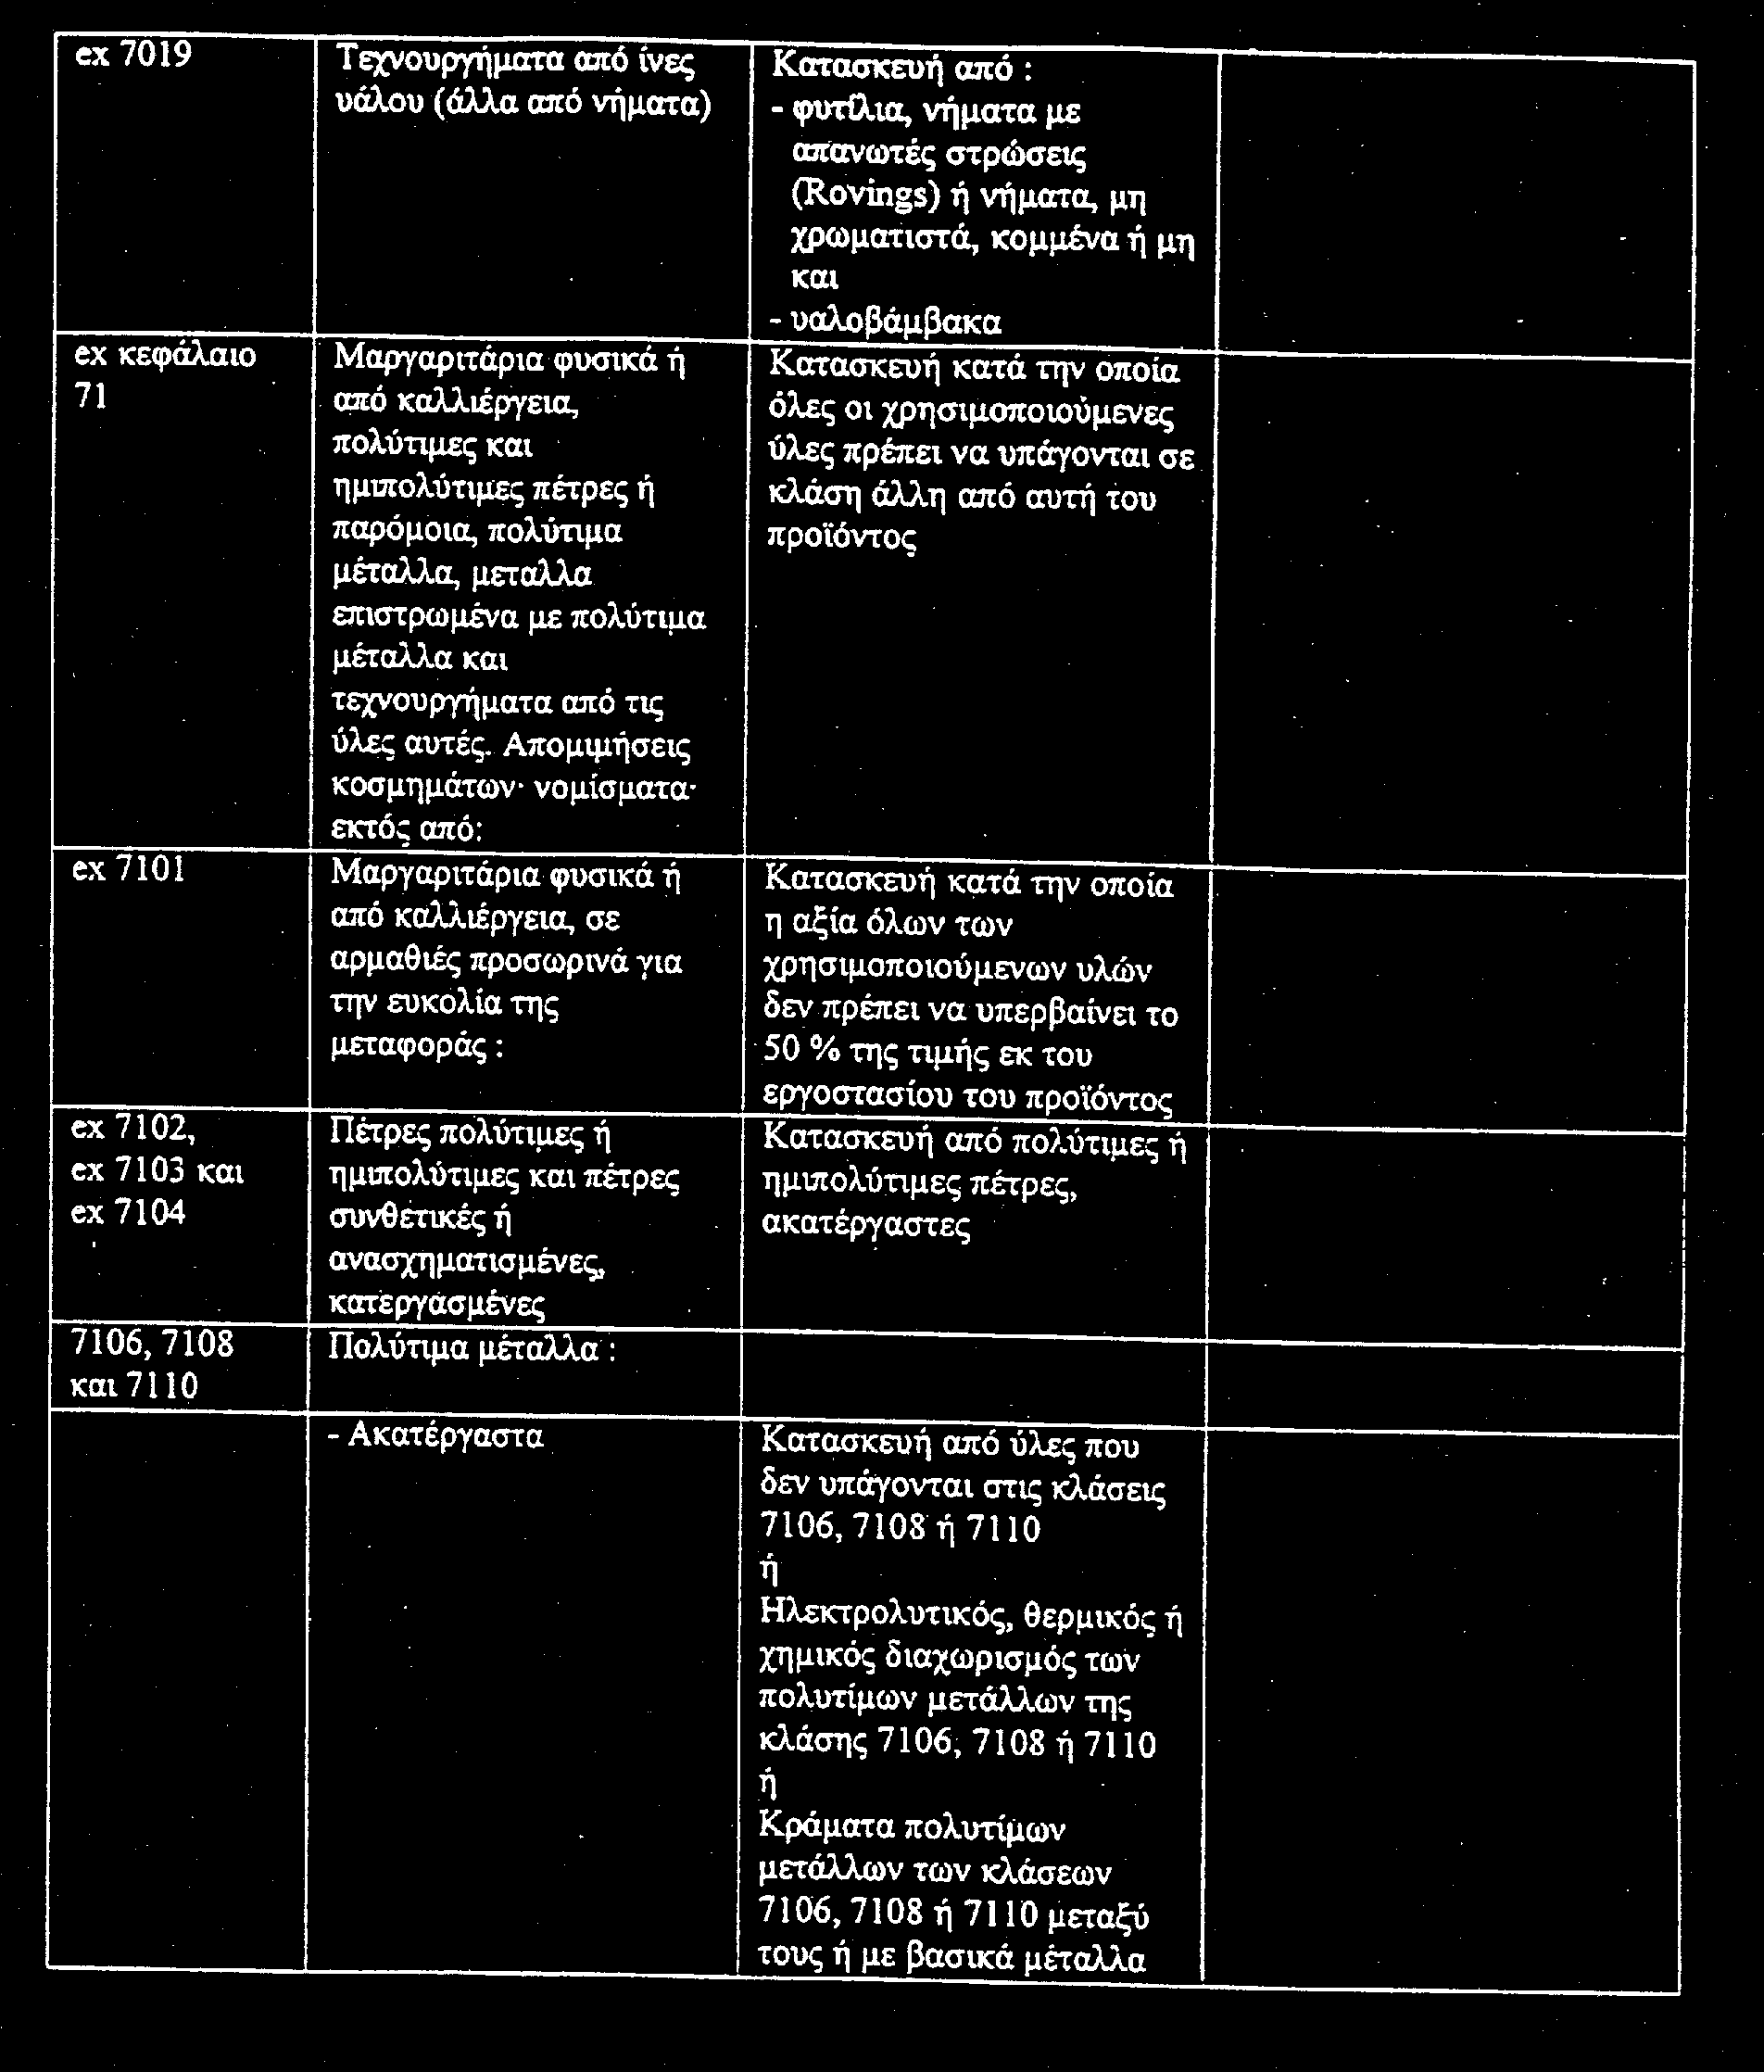 ex 7019
Τεχνουργήματα από ίνες
υάλου (άλλα από νήματα)
Κατασκευή από :
- φυτίλια, νήματα με
απανωτές στρώσεις
(Rovings) ή νήματα, μη
χρωματιστά, κομμένα ή μη
και
- υαλοβάμβακα
ex κεφάλαιο
71
Μαργαριτάρια φυσικά ή
από καλλιέργεια,
πολύτιμες και
ημιπολύτιμες πέτρες ή
παρόμοια, πολύτιμα
μέταλλα, μεταλλα
επιστρωμένα με πολύτιμα
μέταλλα και
τεχνουργήματα από τις
ύλες αυτές. Απομιμήσεις
κοσμημάτων· νομίσματα·
εκτός από:
Κατασκευή κατά την οποία
όλες οι χρησιμοποιούμενες
ύλες πρέπει να υπάγονται σε
κλάση άλλη από αυτή του
προϊόντος
ex 7101
Μαργαριτάρια φυσικά ή
από καλλιέργεια, σε
αρμαθιές προσωρινά για
την ευκολία της
μεταφοράς :
Κατασκευή κατά την οποία
η αξία όλων των
χρησιμοποιούμενων υλών
δεν πρέπει να υπερβαίνει το
50 % της τιμής εκ του
εργοστασίου του προϊόντος
ex 7102,
ex 7103 και
ex 7104
Πέτρες πολύτιμες ή
ημιπολύτιμες και πέτρες
συνθετικές ή
ανασχηματισμένες,
κατεργασμένες
Κατασκευή από πολύτιμες ή
ημιπολύτιμες πέτρες,
ακατέργαστες
7106, 7108
και 7110
Πολύτιμα μέταλλα :
- Ακατέργαστα
Κατασκευή από ύλες που
δεν υπάγονται στις κλάσεις
7106, 7108 ή 7110
ή
Ηλεκτρολυτικός, θερμικός ή
χημικός διαχωρισμός των
πολυτίμων μετάλλων της
κλάσης 7106, 7108 ή 7110
ή
Κράματα πολυτίμων
μετάλλων των κλάσεων
7106, 7108 ή 7110 μεταξύ
τους ή με βασικά μέταλλα